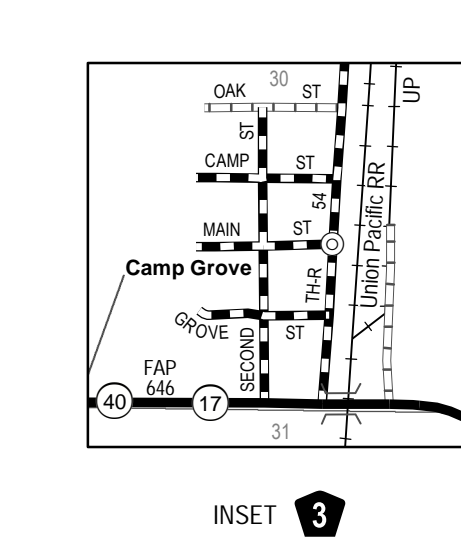 30
OAK ST
UP
ST
CAMP ST
54
Union Pacific RR
MAIN ST
Camp Grove
TH-R
GROVE ST
SECOND
FAP
646
40 17
31
INSET 3